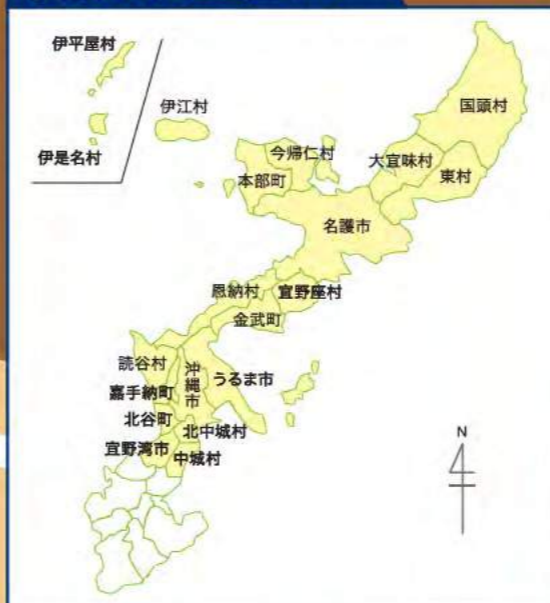 伊平屋村
伊是名村
伊江村
国頭村
今帰仁村
大宜味村
本部町
東村
名護市
恩納村
宜野座村
金武町
読谷村
沖縄市
うるま市
嘉手納町
北谷町
北中城村
宜野湾市
中城村
N